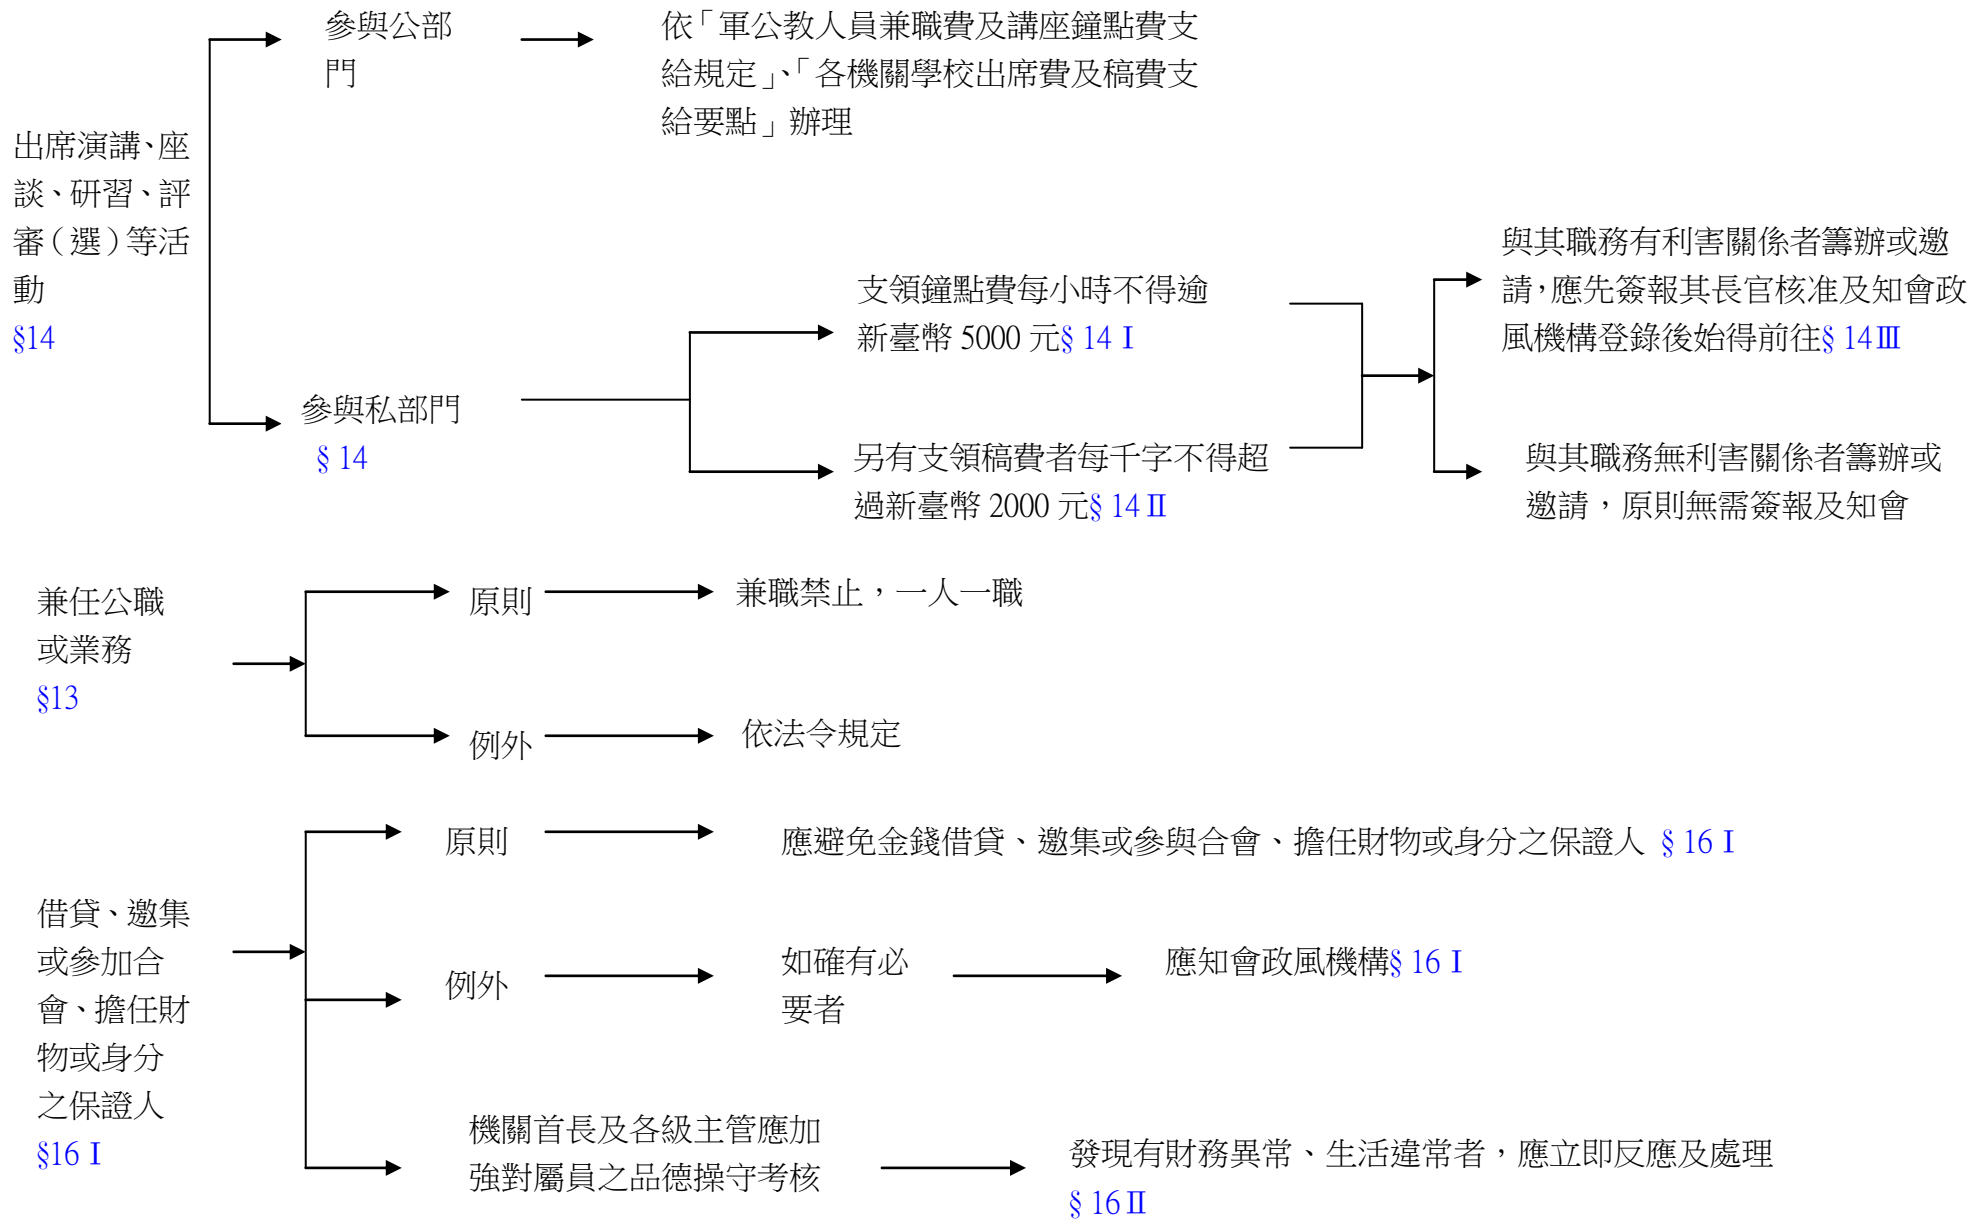 參與公部
門
依「軍公教人員兼職費及講座鐘點費支
給規定」、「各機關學校出席費及稿費支
給要點」辦理
出席演講、座
談、研習、評
審（選）等活
動
§14
參與私部門
§ 14
支領鐘點費每小時不得逾
新臺幣 5000 元§ 14 I
另有支領稿費者每千字不得超
過新臺幣 2000 元§ 14 II
與其職務有利害關係者籌辦或邀
請，應先簽報其長官核准及知會政
風機構登錄後始得前往§ 14 III
與其職務無利害關係者籌辦或
邀請，原則無需簽報及知會
兼任公職
或業務
§13
原則
兼職禁止，一人一職
例外
依法令規定
借貸、邀集
或參加合
會、擔任財
物或身分
之保證人
§16 I
原則
應避免金錢借貸、邀集或參與合會、擔任財物或身分之保證人 § 16 I
例外
如確有必
要者
應知會政風機構§ 16 I
機關首長及各級主管應加
強對屬員之品德操守考核
發現有財務異常、生活違常者，應立即反應及處理
§ 16 II